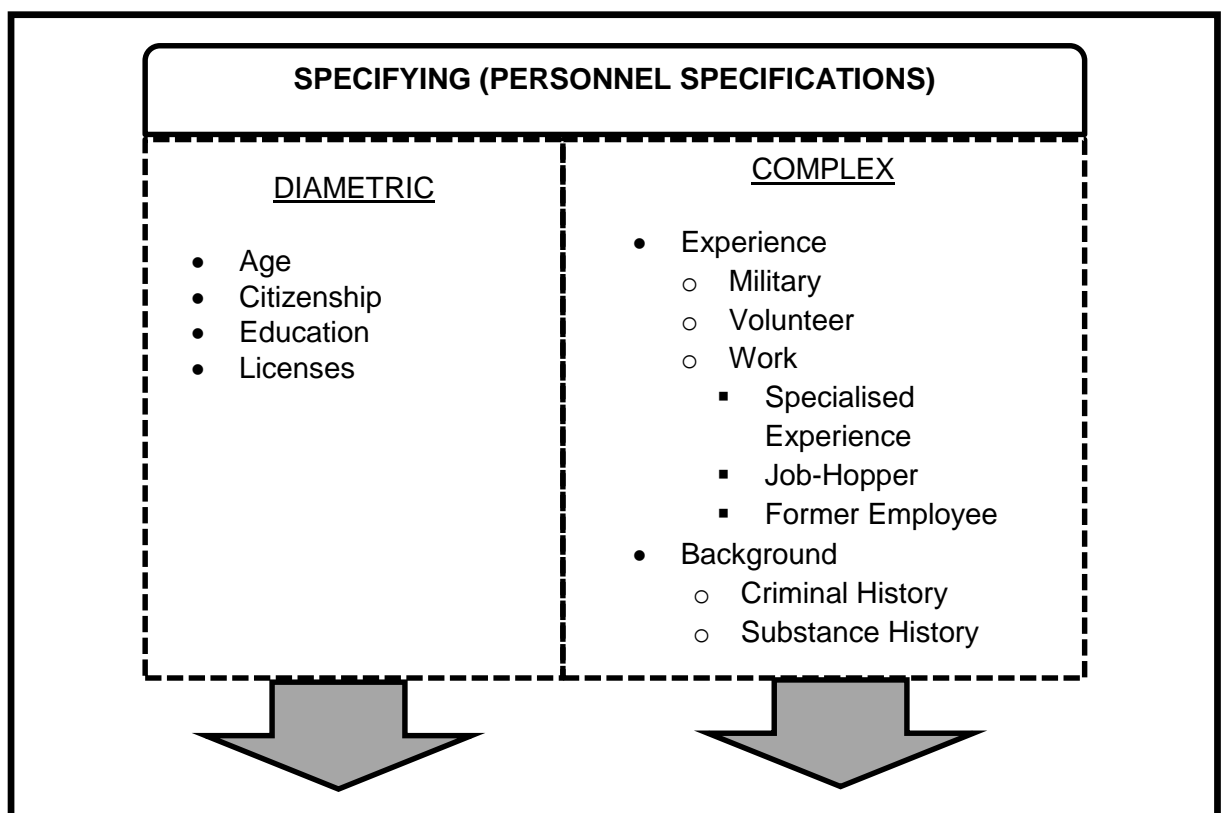 SPECIFYING (PERSONNEL SPECIFICATIONS)
DIAMETRIC
• Age
• Citizenship
• Education
• Licenses
COMPLEX
• Experience
o Military
o Volunteer
o Work
▪ Specialised
Experience
▪ Job-Hopper
▪ Former Employee
• Background
o Criminal History
o Substance History